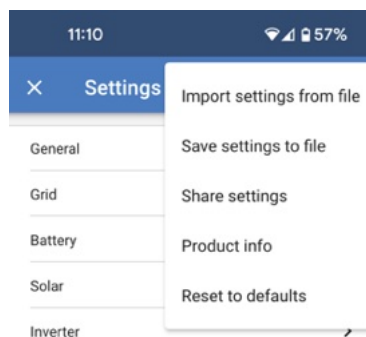 11:10
57%
Settings
Import settings from file
Save settings to file
Share settings
Product info
Reset to defaults
General
Grid
Battery
Solar
Inverter